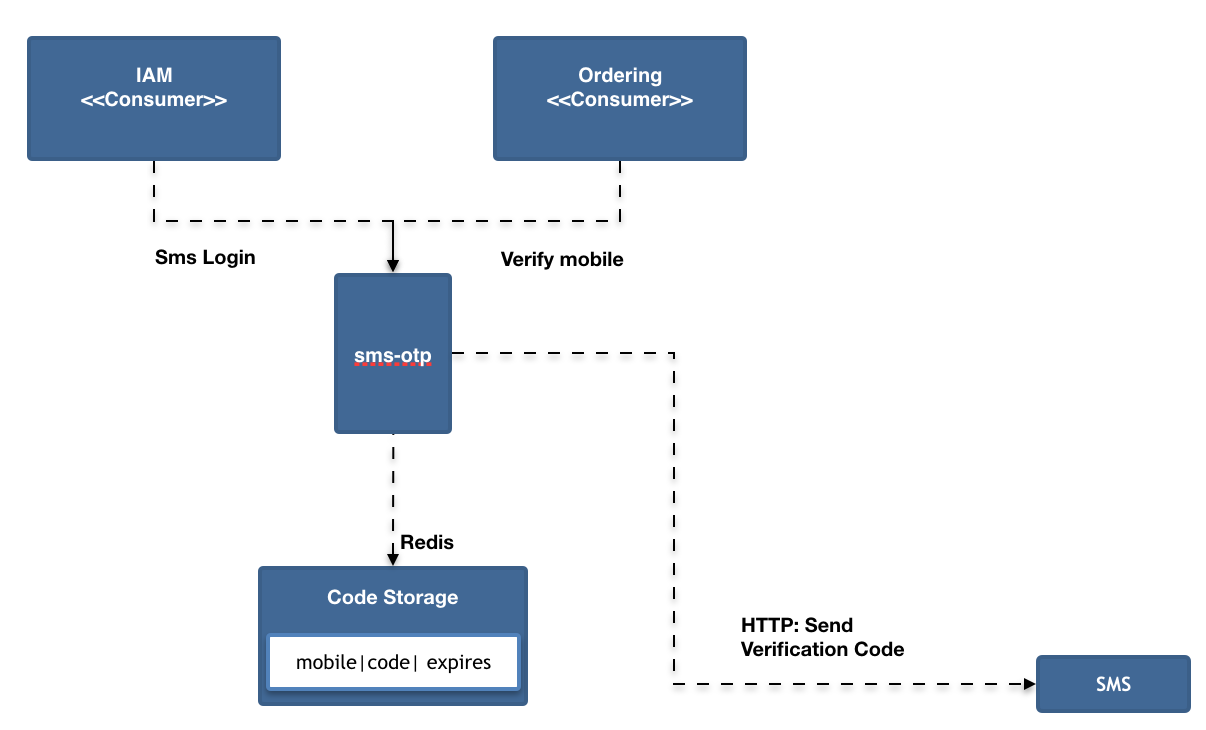 IAM
<<Consumer>>
Ordering
<<Consumer>>
Sms Login
Verify mobile
sms-otp
Redis
Code Storage
mobile|code| expires
HTTP: Send
Verification Code
SMS